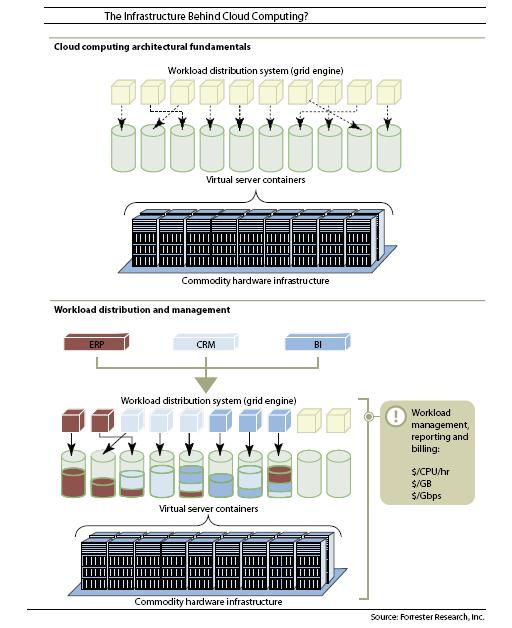 The Infrastructure Behind Cloud Computing?
Cloud computing architectural fundamentals
Workload distribution system (grid engine)
Virtual server containers
Commodity hardware infrastructure
Workload distribution and management
ERP
CRM
BI
Workload distribution system (grid engine)
Virtual server containers
Commodity hardware infrastructure
!
Workload
management,
reporting and
billing:
$/CPU/hr
$/GB
$/Gbps
Source: Forrester Research, Inc.